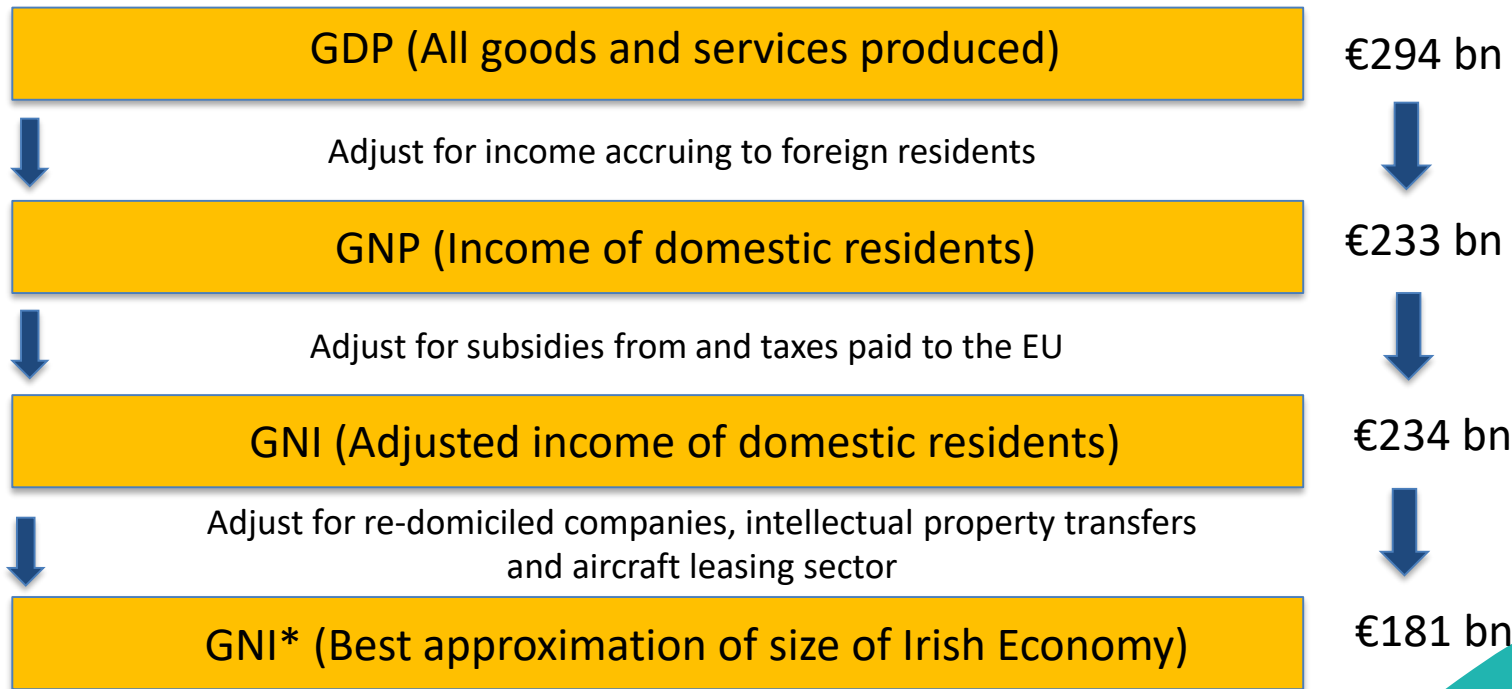 GDP (All goods and services produced)
€294 bn
Adjust for income accruing to foreign residents
GNP (Income of domestic residents)
€233 bn
Adjust for subsidies from and taxes paid to the EU
GNI (Adjusted income of domestic residents)
€234 bn
Adjust for re-domiciled companies, intellectual property transfers
and aircraft leasing sector
GNI* (Best approximation of size of Irish Economy)
€181 bn